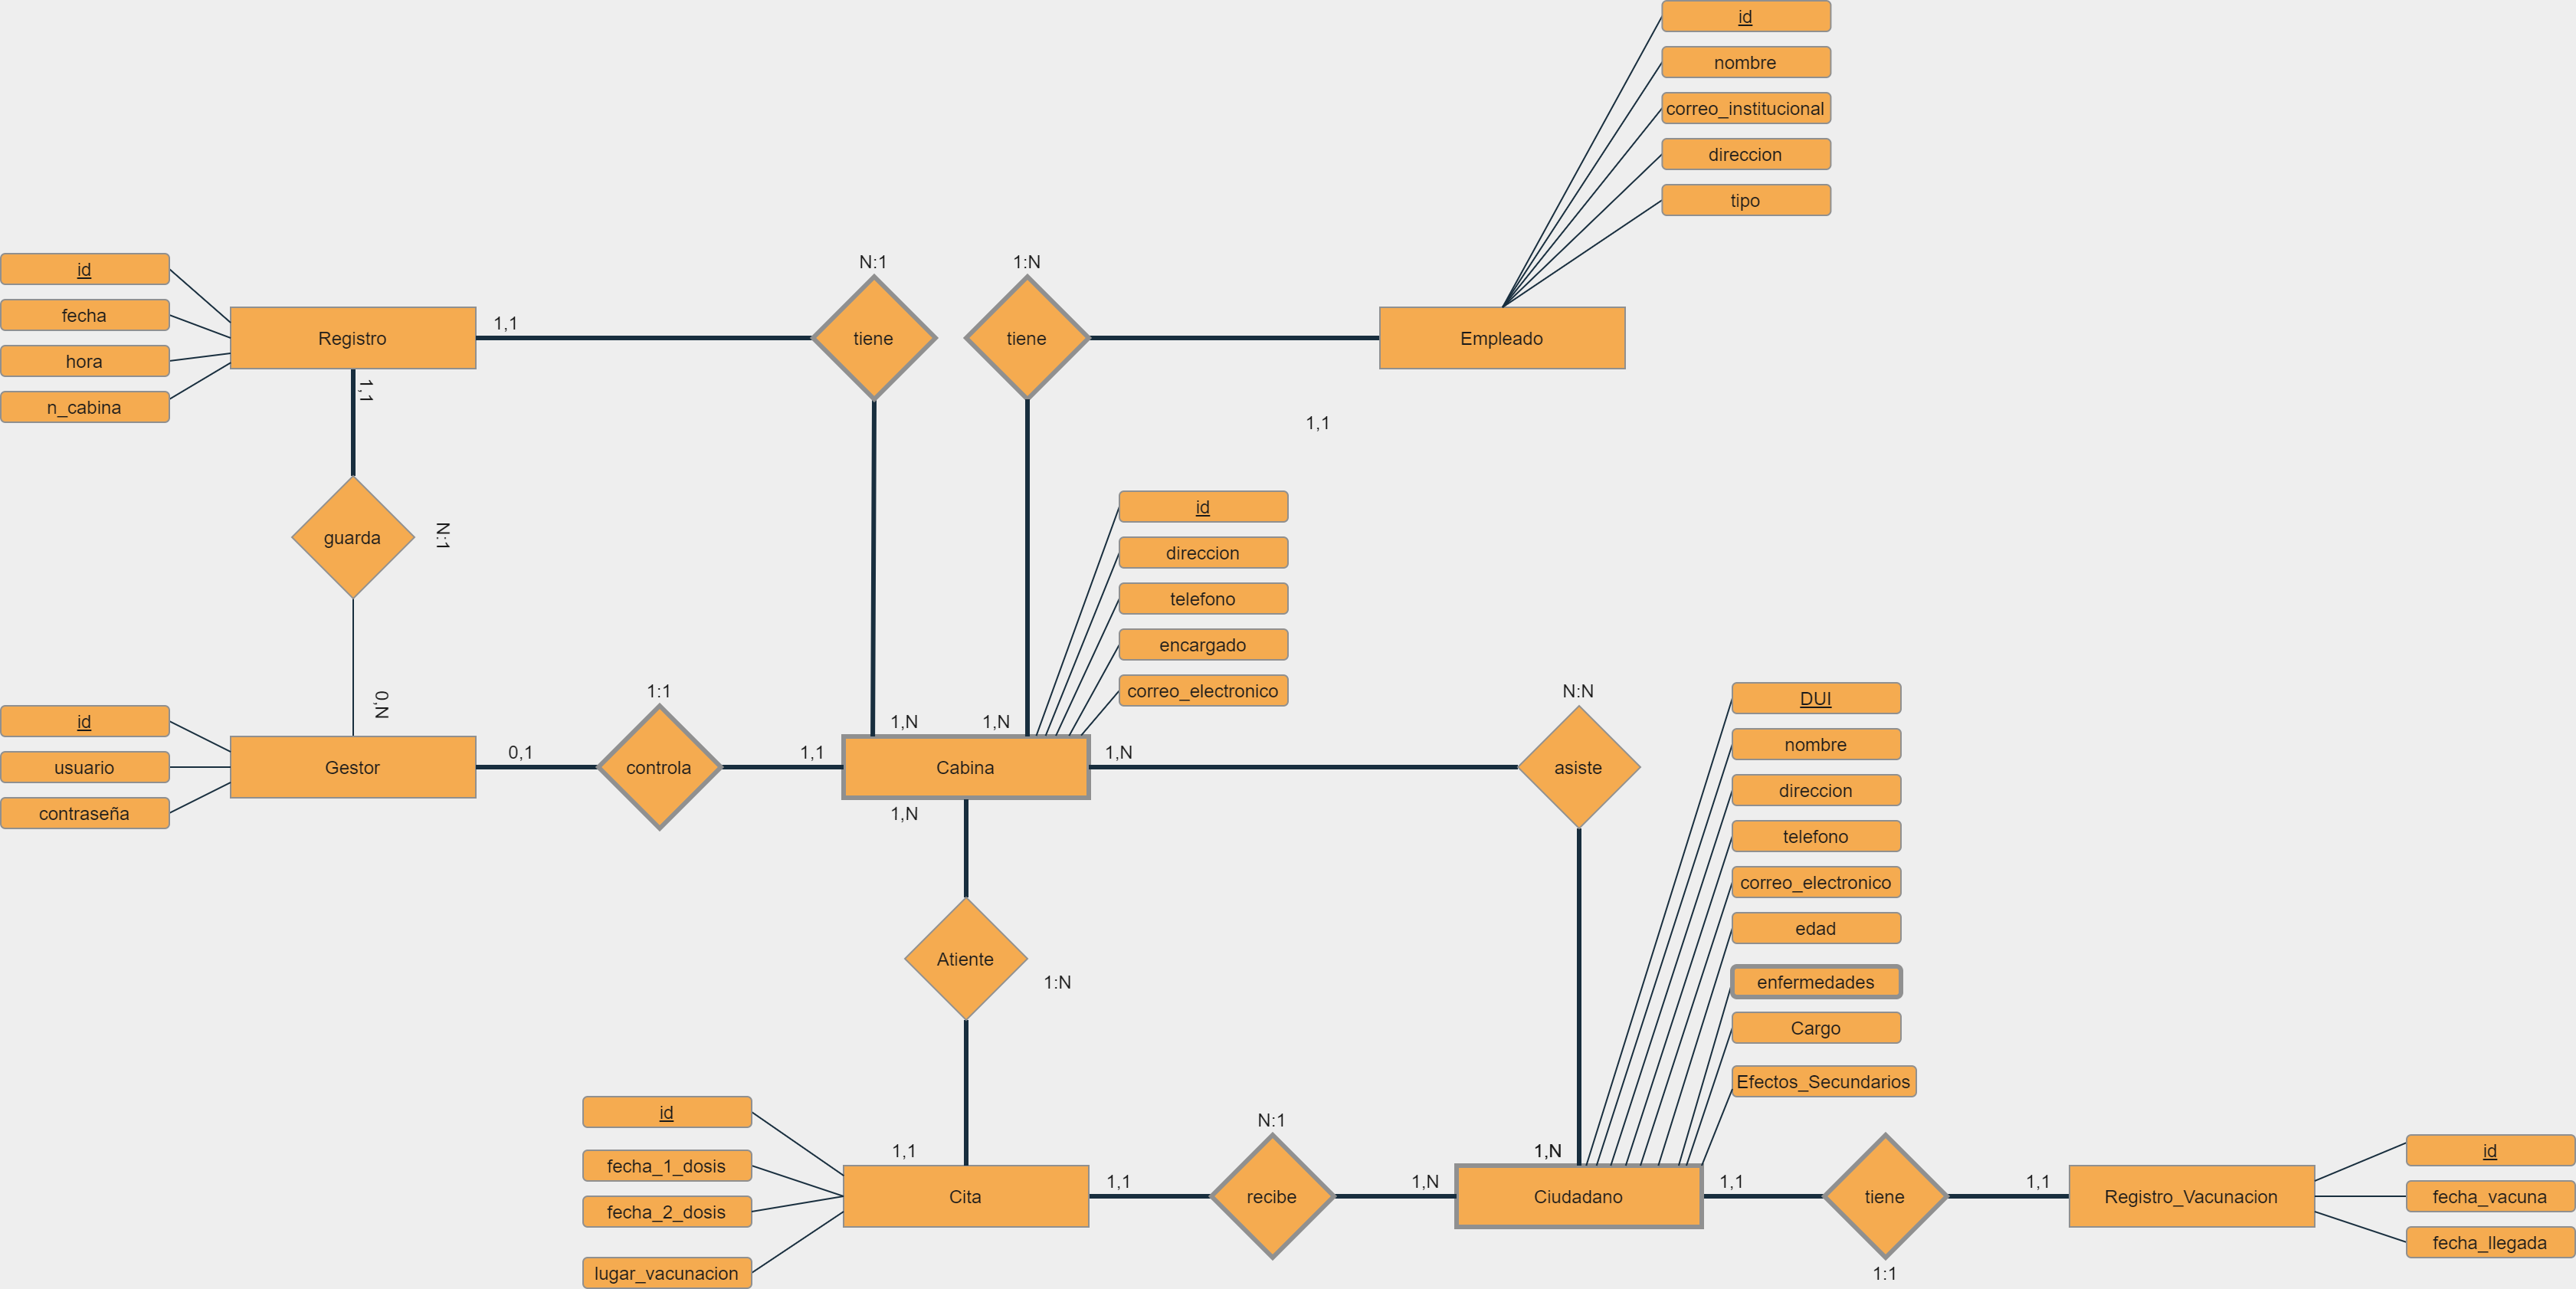 id
nombre
correo_institucional
direccion
tipo
id
fecha
hora
n_cabina
Registro
1,1
N:1
tiene
1:N
tiene
Empleado
1,1
1,1
guarda
N:1
0,N
id
direccion
telefono
encargado
correo_electronico
id
usuario
contraseña
Gestor
0,1
1:1
controla
1,1
1,N
1,N
Cabina
1,N
1,N
N:N
asiste
DUI
nombre
direccion
telefono
correo_electronico
edad
enfermedades
Cargo
Efectos_Secundarios
Atiente
1:N
id
fecha_1_dosis
fecha_2_dosis
lugar_vacunacion
1,1
Cita
1,1
N:1
recibe
1,N
1,N
Ciudadano
1,1
tiene
1:1
1,1
Registro_Vacunacion
id
fecha_vacuna
fecha_llegada